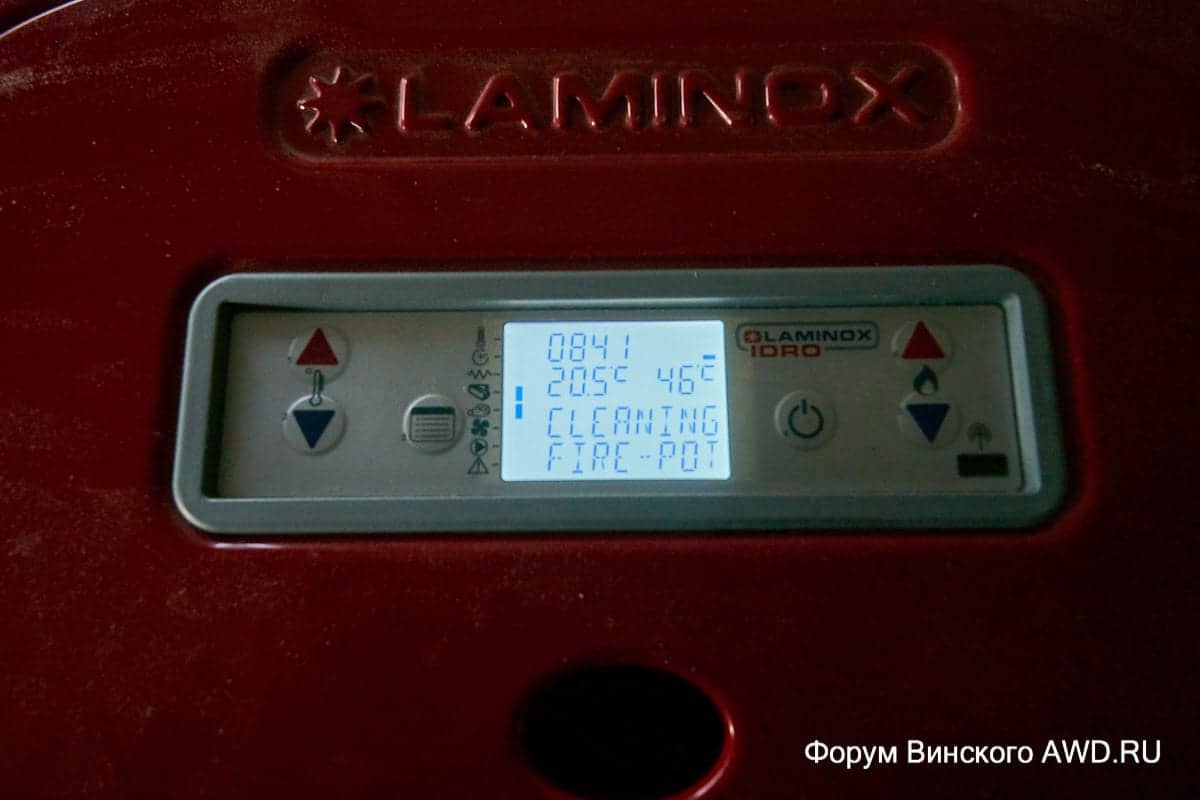 LAMINOX
0841
20.5°C 46°C
CLEANING
FIRE-POT
LAMINOX
IDRO
Форум Винского AWD.RU